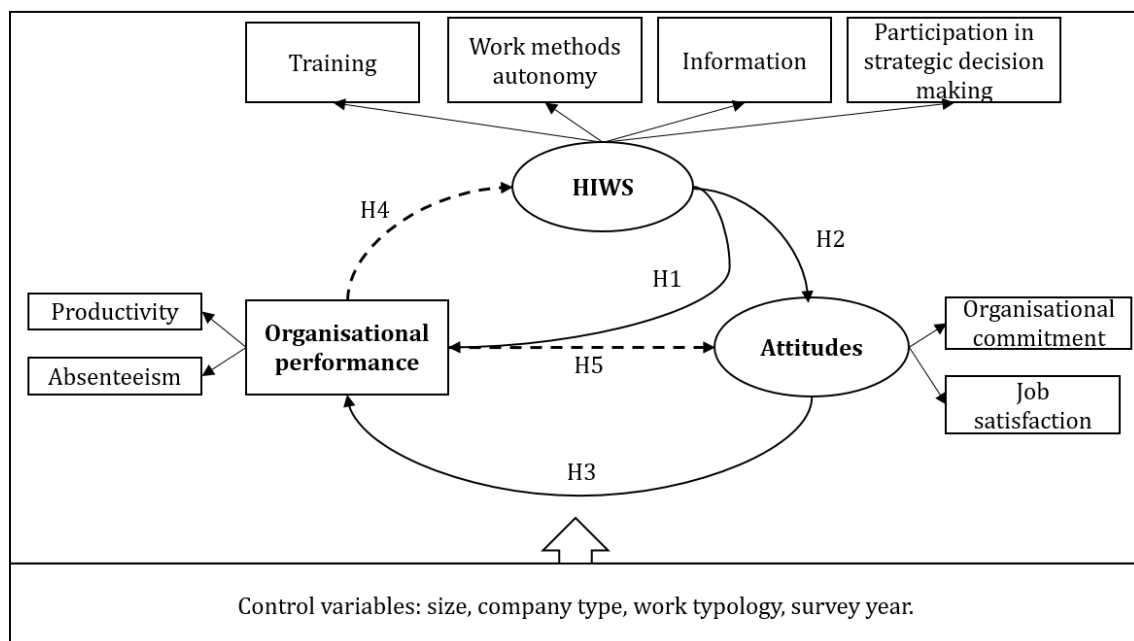 Training
Work methods
autonomy
Information
Participation in
strategic decision
making
HIWS
H4
H2
H1
Productivity
Absenteeism
Organisational
performance
H5
Attitudes
Organisational
commitment
Job
satisfaction
H3
Control variables: size, company type, work typology, survey year.